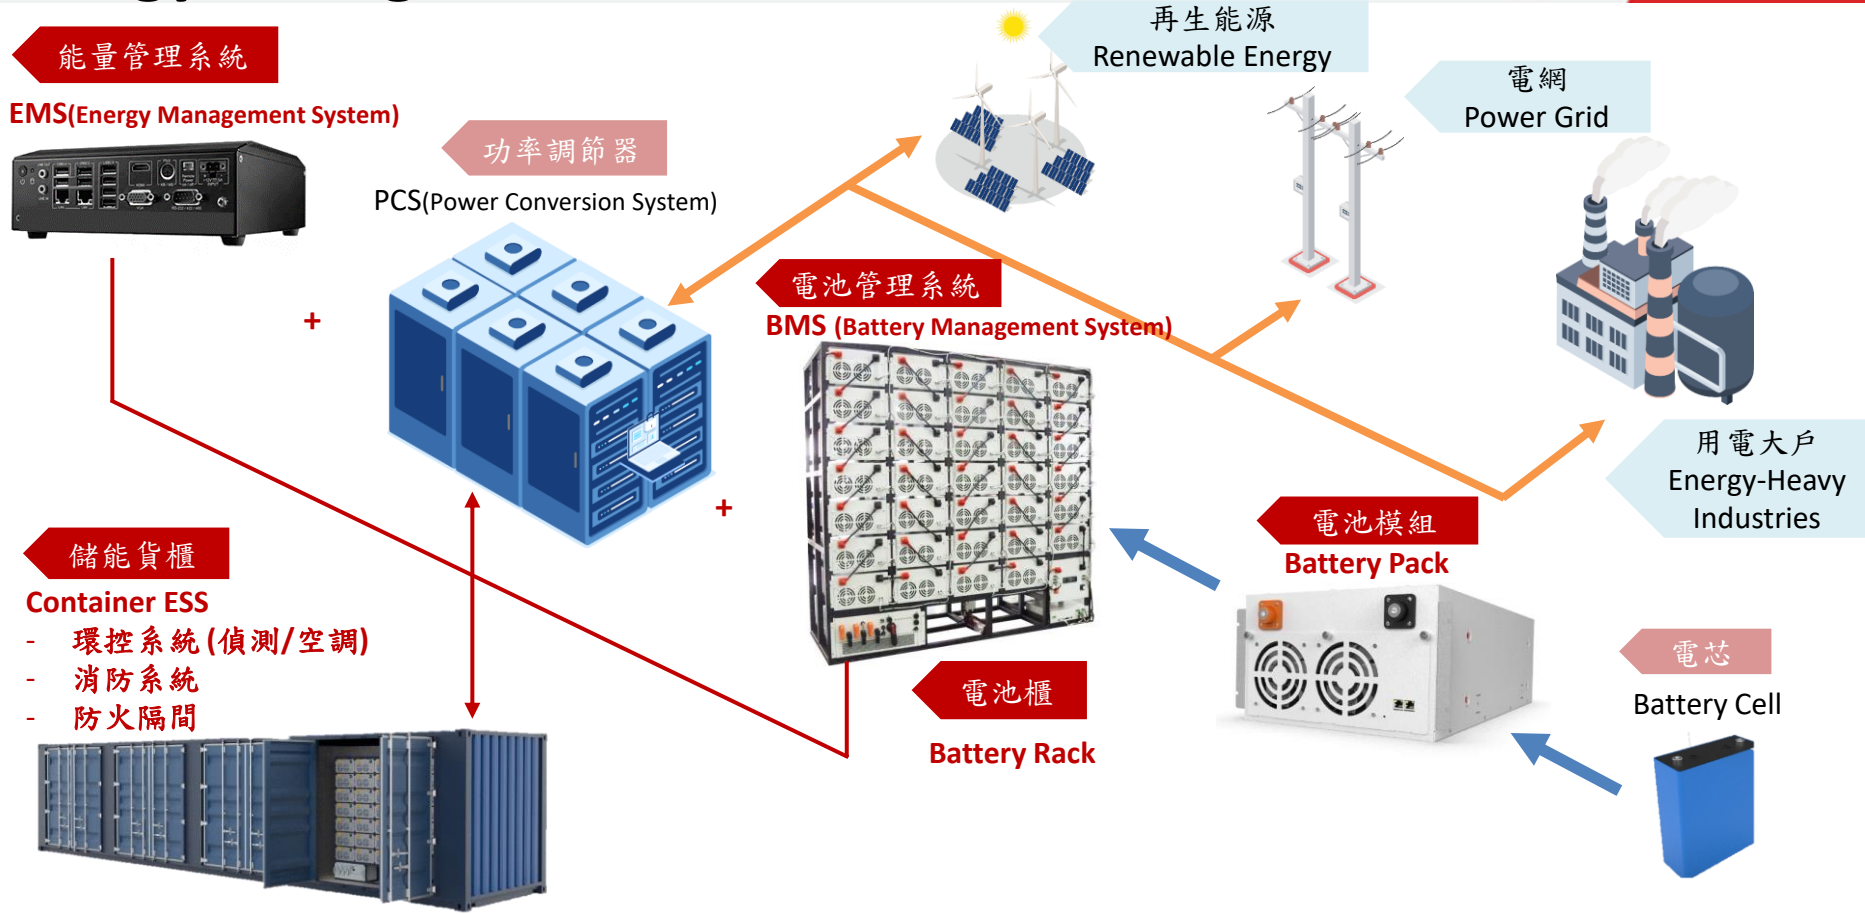 能量管理系統
EMS(Energy Management System)
功率調節器
PCS(Power Conversion System)
再生能源
Renewable Energy
電網
Power Grid
電池管理系統
BMS (Battery Management System)
+
+
用電大戶
Energy-Heavy
Industries
儲能貨櫃
Container ESS
- 環控系統(偵測/空調)
- 消防系統
- 防火隔間
電池櫃
Battery Rack
電池模組
Battery Pack
電芯
Battery Cell